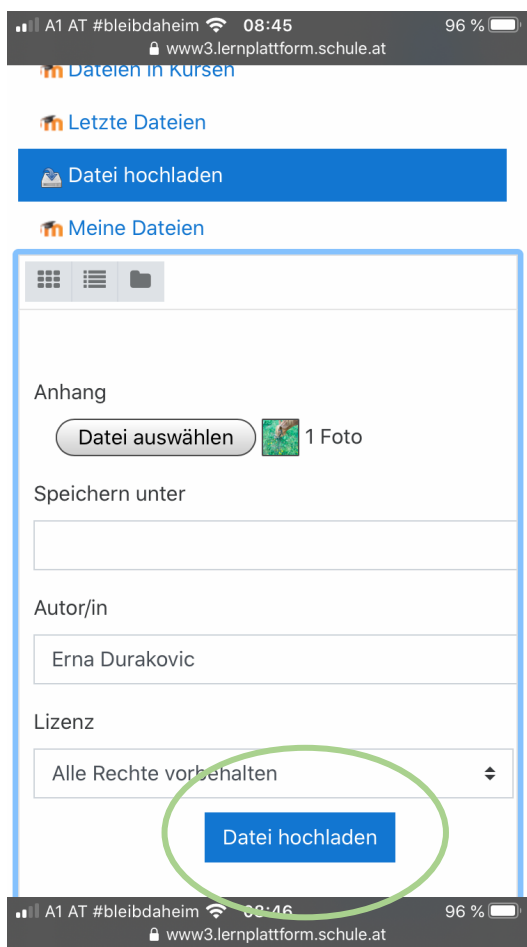 A1 AT #bleibdaheim 08:45 96 %
www3.lernplattform.schule.at
Dateien in Kursen
Letzte Dateien
Datei hochladen
Meine Dateien
Anhang
Datei auswählen 1 Foto
Speichern unter
Autor/in
Erna Durakovic
Lizenz
Alle Rechte vorbehalten
Datei hochladen
A1 AT #bleibdaheim 08:46 96 %
www3.lernplattform.schule.at